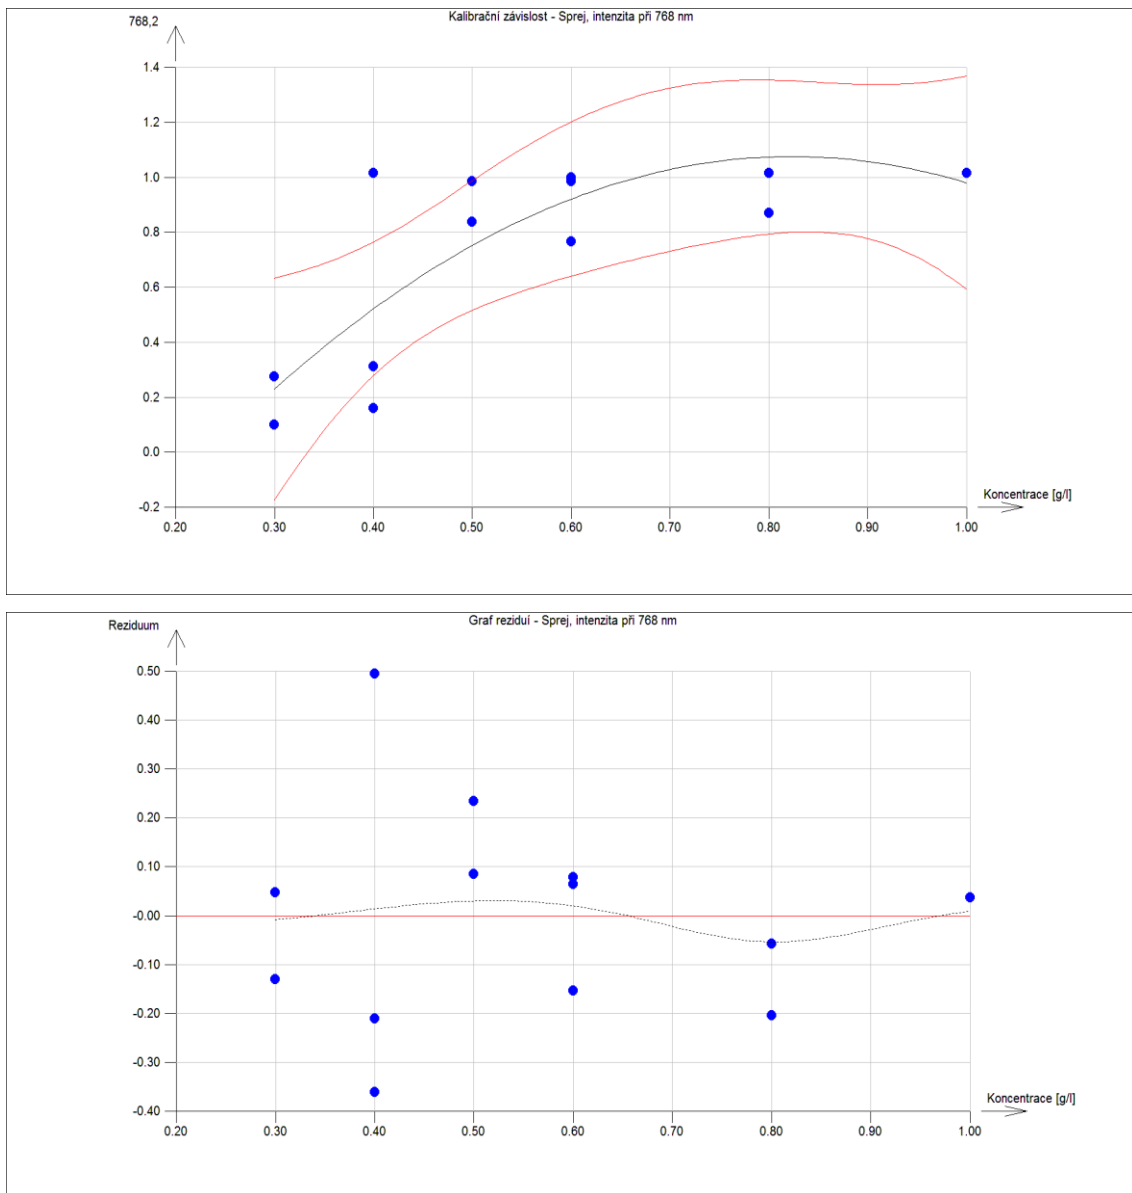 Kalibrační závislost - Sprej, intenzita při 768 nm
768,2
1.4
1.2
1.0
0.8
0.6
0.4
0.2
0.0
-0.2
Koncentrace [g/l]
0.20 0.30 0.40 0.50 0.60 0.70 0.80 0.90 1.00
Graf reziduí - Sprej, intenzita při 768 nm
Reziduum
0.50
0.40
0.30
0.20
0.10
-0.00
-0.10
-0.20
-0.30
-0.40
Koncentrace [g/l]
0.20 0.30 0.40 0.50 0.60 0.70 0.80 0.90 1.00